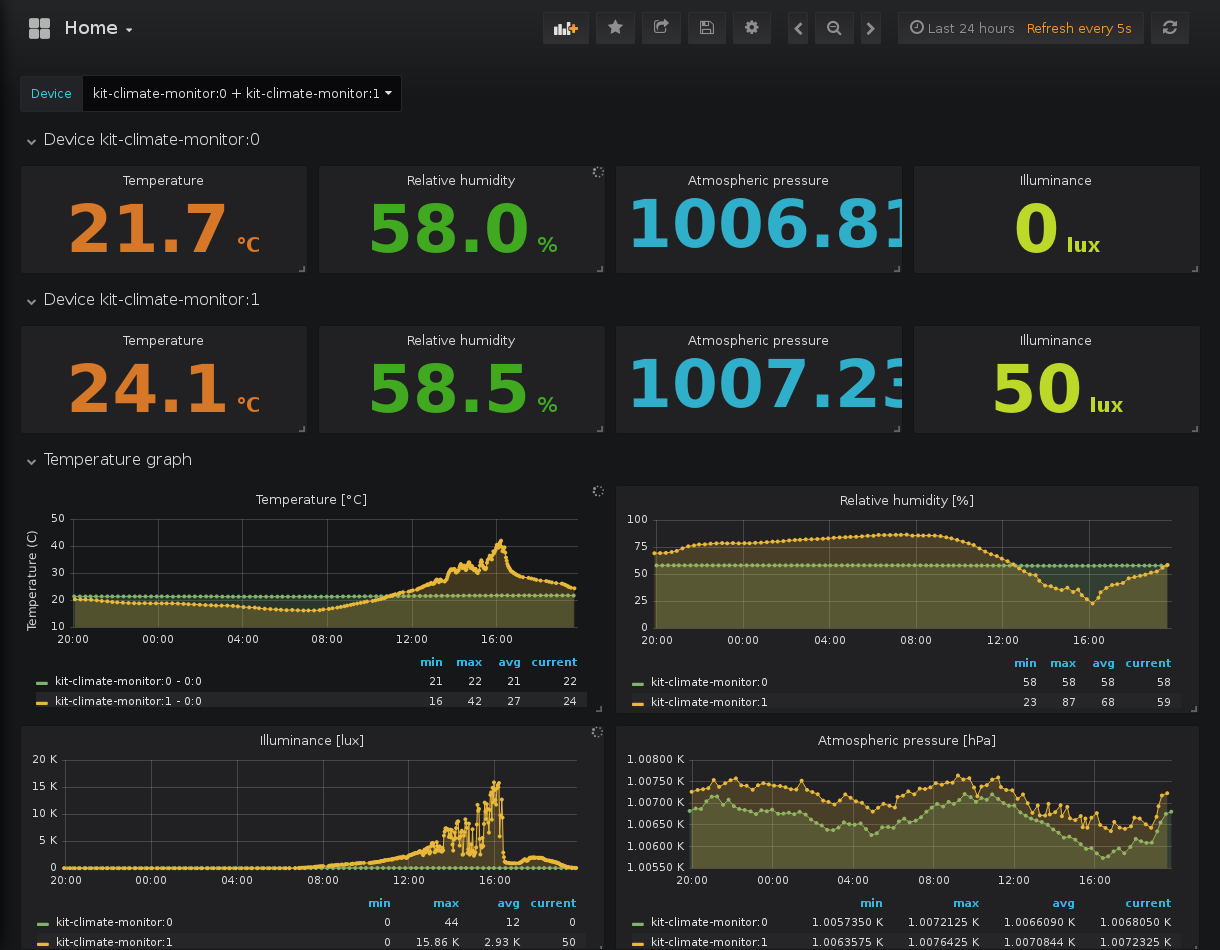 Home
Last 24 hours Refresh every 5s
Device kit-climate-monitor:0 + kit-climate-monitor:1
Device kit-climate-monitor:0
Temperature Relative humidity Atmospheric pressure Illuminance
21.7 °C 58.0 % 1006.81 0 lux
Device kit-climate-monitor:1
Temperature Relative humidity Atmospheric pressure Illuminance
24.1 °C 58.5 % 1007.23 50 lux
Temperature graph
Temperature [°C]
Temperature (C)
50
40
30
20
10
20:00 00:00 04:00 08:00 12:00 16:00
min max avg current
kit-climate-monitor:0 - 0:0 21 22 21 22
kit-climate-monitor:1 - 0:0 16 42 27 24
Relative humidity [%]
100
75
50
25
0
20:00 00:00 04:00 08:00 12:00 16:00
min max avg current
kit-climate-monitor:0 58 58 58 58
kit-climate-monitor:1 23 87 68 59
Illuminance [lux]
20 K
15 K
10 K
5 K
0
20:00 00:00 04:00 08:00 12:00 16:00
min max avg current
kit-climate-monitor:0 0 44 12 0
kit-climate-monitor:1 0 15.86 K 2.93 K 50
Atmospheric pressure [hPa]
1.00800 K
1.00750 K
1.00700 K
1.00650 K
1.00600 K
1.00550 K
20:00 00:00 04:00 08:00 12:00 16:00
min max avg current
kit-climate-monitor:0 1.0057350 K 1.0072125 K 1.0066090 K 1.0068050 K
kit-climate-monitor:1 1.0063575 K 1.0076425 K 1.0070844 K 1.0072325 K